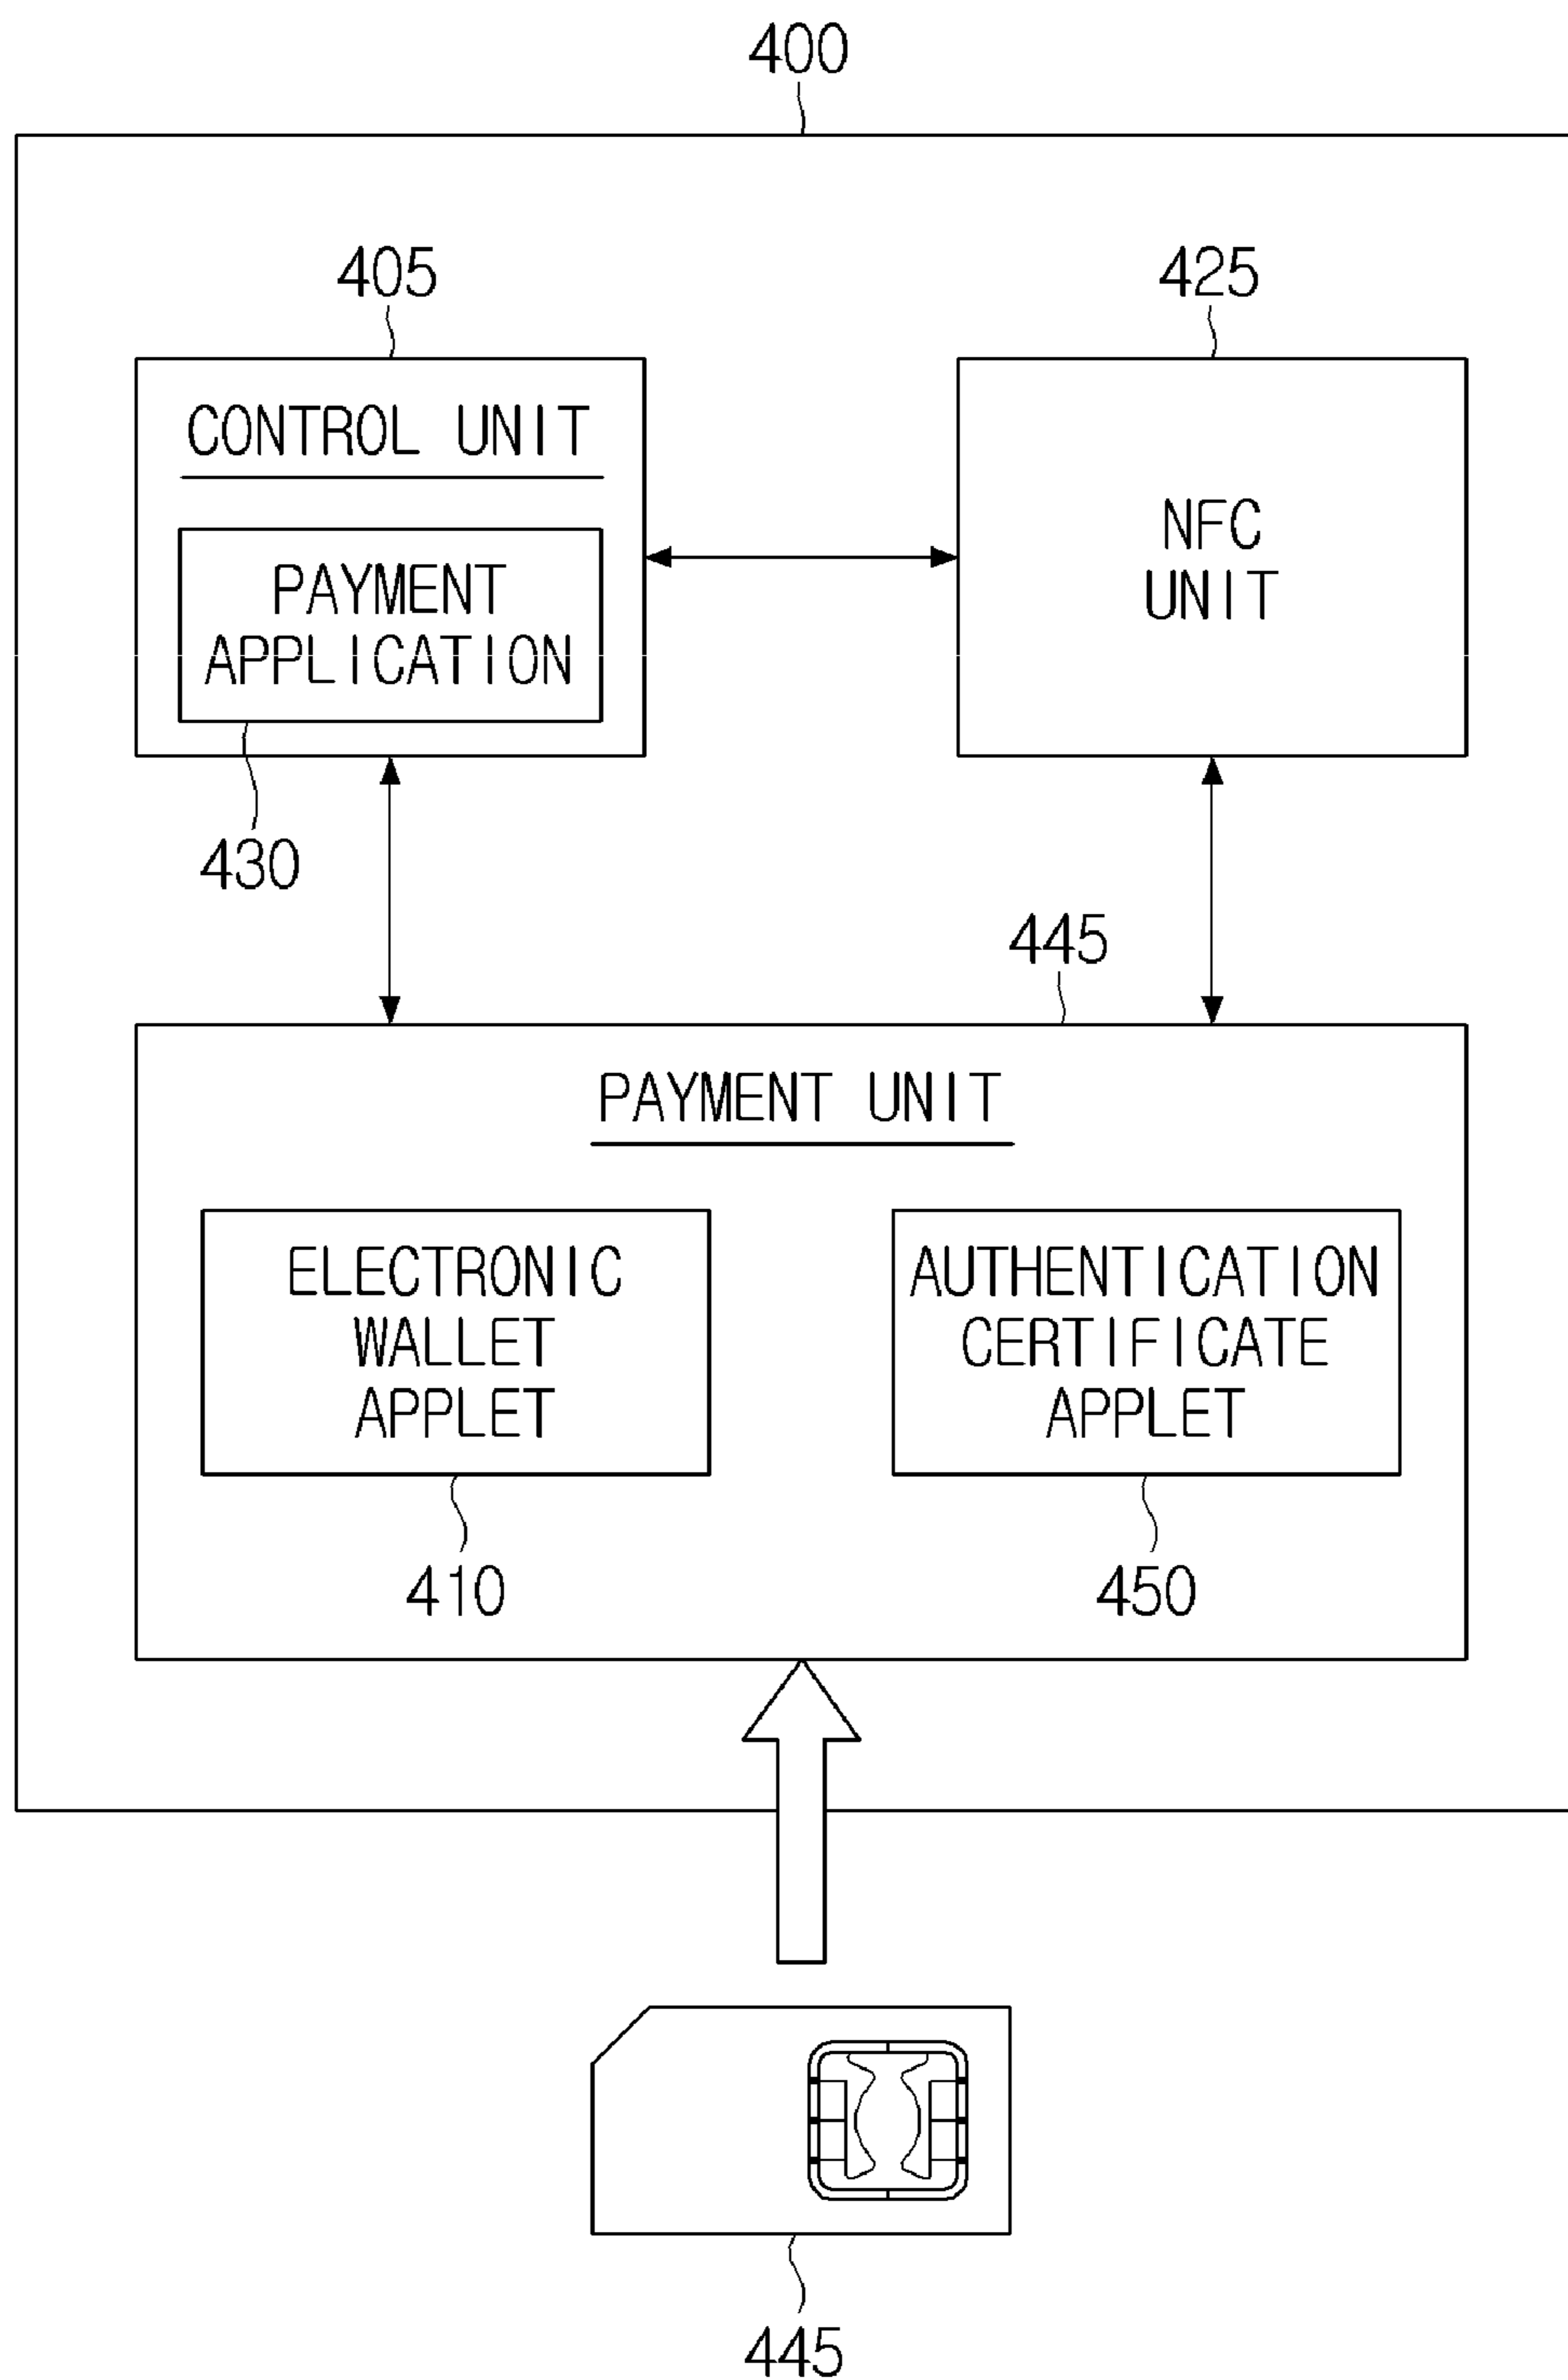 400
405
425
CONTROL UNIT
PAYMENT
APPLICATION
NFC
UNIT
430
445
PAYMENT UNIT
ELECTRONIC
WALLET
APPLET
AUTHENTICATION
CERTIFICATE
APPLET
410
450
445